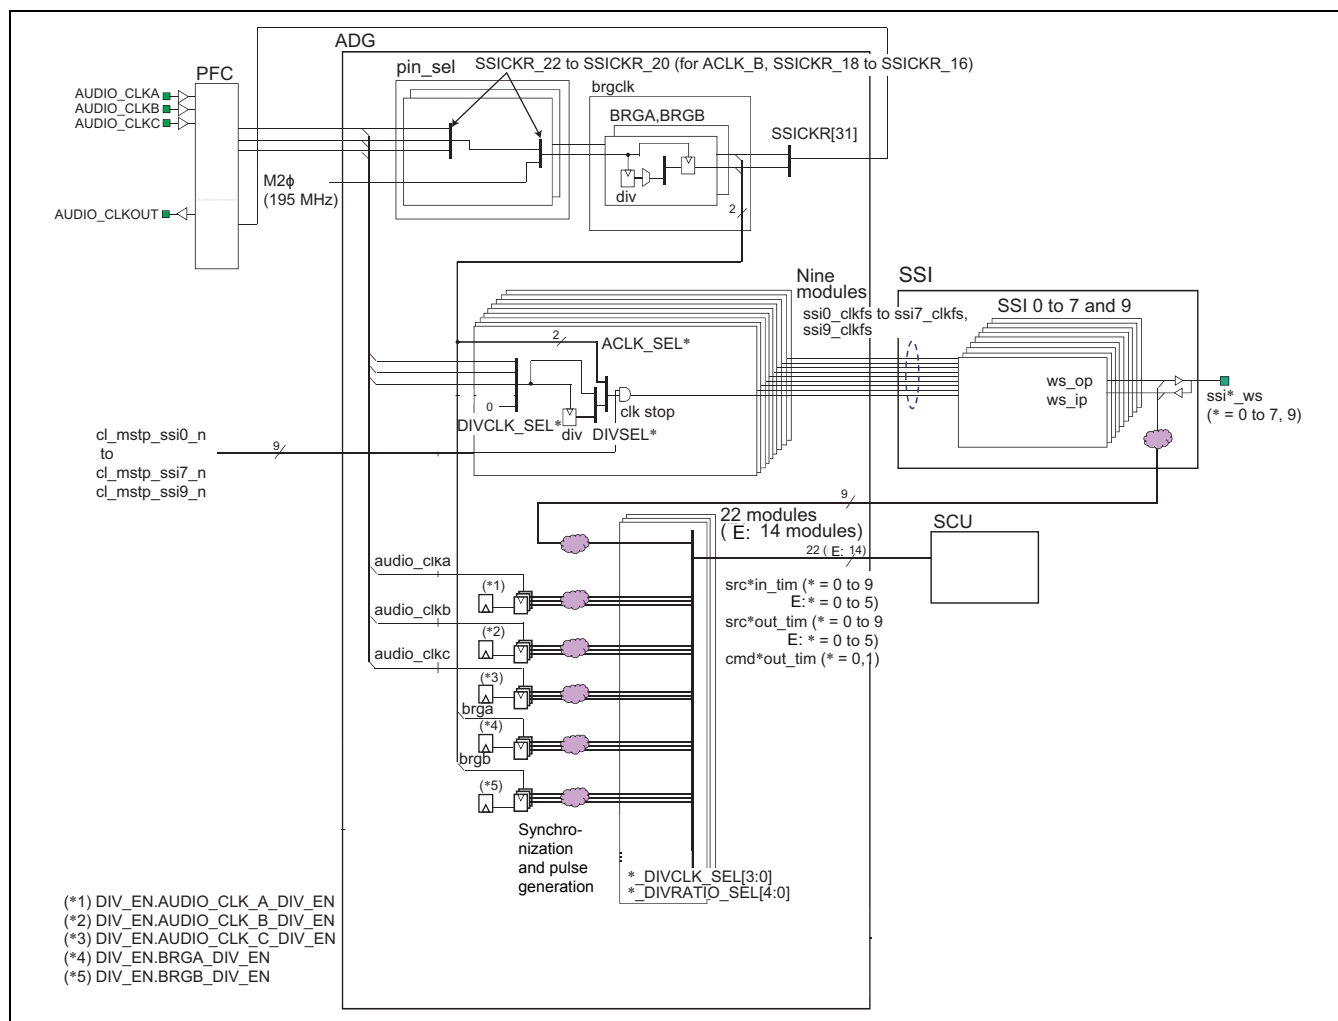 ADG
PFC
pin_sel
SSICKR_22 to SSICKR_20 (for ACLK_B, SSICKR_18 to SSICKR_16)
brgclk
AUDIO_CLKA
AUDIO_CLKB
AUDIO_CLKC
BRGA,BRGB
SSICKR[31]
M2ϕ
(195 MHz)
div
AUDIO_CLKOUT
2
Nine
modules
SSI
ssi0_clkfs to ssi7_clkfs,
ssi9_clkfs
SSI 0 to 7 and 9
2
ACLK_SEL*
ws_op
ws_ip
ssi*_ws
(* = 0 to 7, 9)
0
clk stop
DIVCLK_SEL*
div
DIVSEL*
cl_mstp_ssi0_n
to
cl_mstp_ssi7_n
cl_mstp_ssi9_n
9
9
22 modules
( E: 14 modules)
SCU
22 ( E: 14)
audio_clka
(*1)
src*in_tim (* = 0 to 9
E: * = 0 to 5)
src*out_tim (* = 0 to 9
E: * = 0 to 5)
cmd*out_tim (* = 0,1)
audio_clkb
(*2)
audio_clkc
(*3)
brga
(*4)
brgb
(*5)
Synchro-
nization
and pulse
generation
*_DIVCLK_SEL[3:0]
*_DIVRATIO_SEL[4:0]
(*1) DIV_EN.AUDIO_CLK_A_DIV_EN
(*2) DIV_EN.AUDIO_CLK_B_DIV_EN
(*3) DIV_EN.AUDIO_CLK_C_DIV_EN
(*4) DIV_EN.BRGA_DIV_EN
(*5) DIV_EN.BRGB_DIV_EN